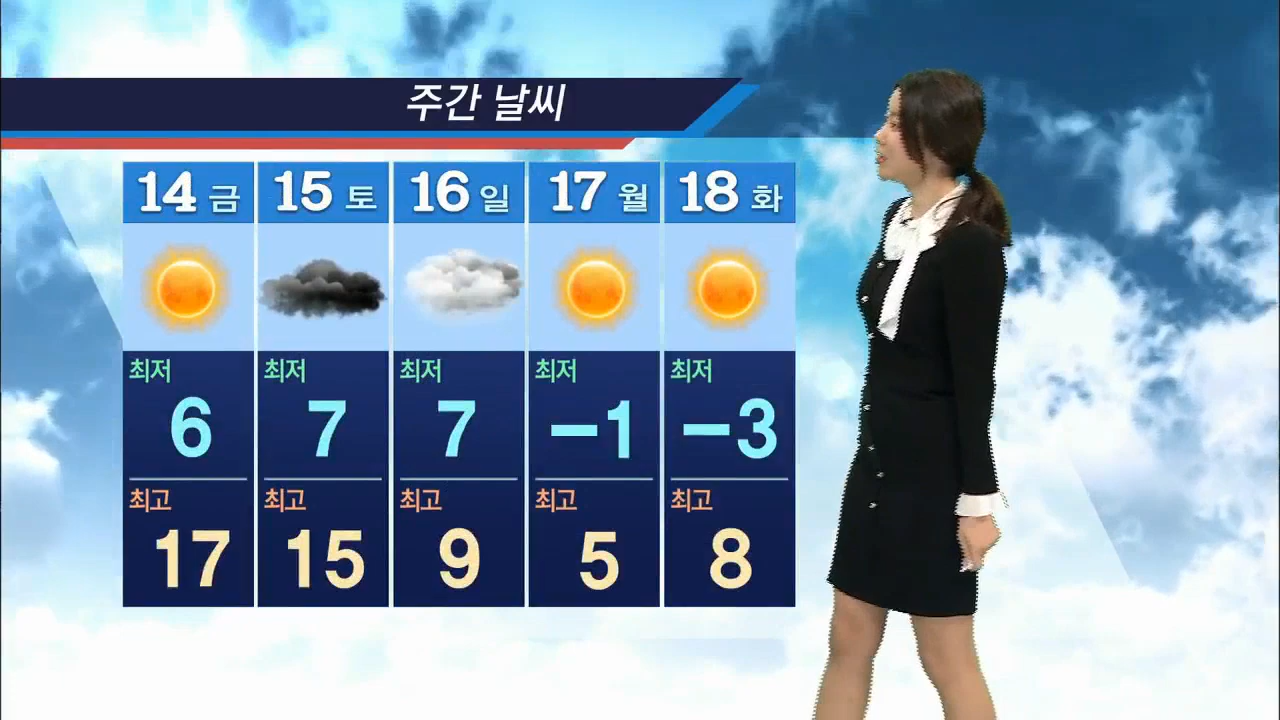 주간 날씨
14 금 15 토 16 일 17 월 18 화
최저 최저 최저 최저 최저
6 7 7 -1 -3
최고 최고 최고 최고 최고
17 15 9 5 8